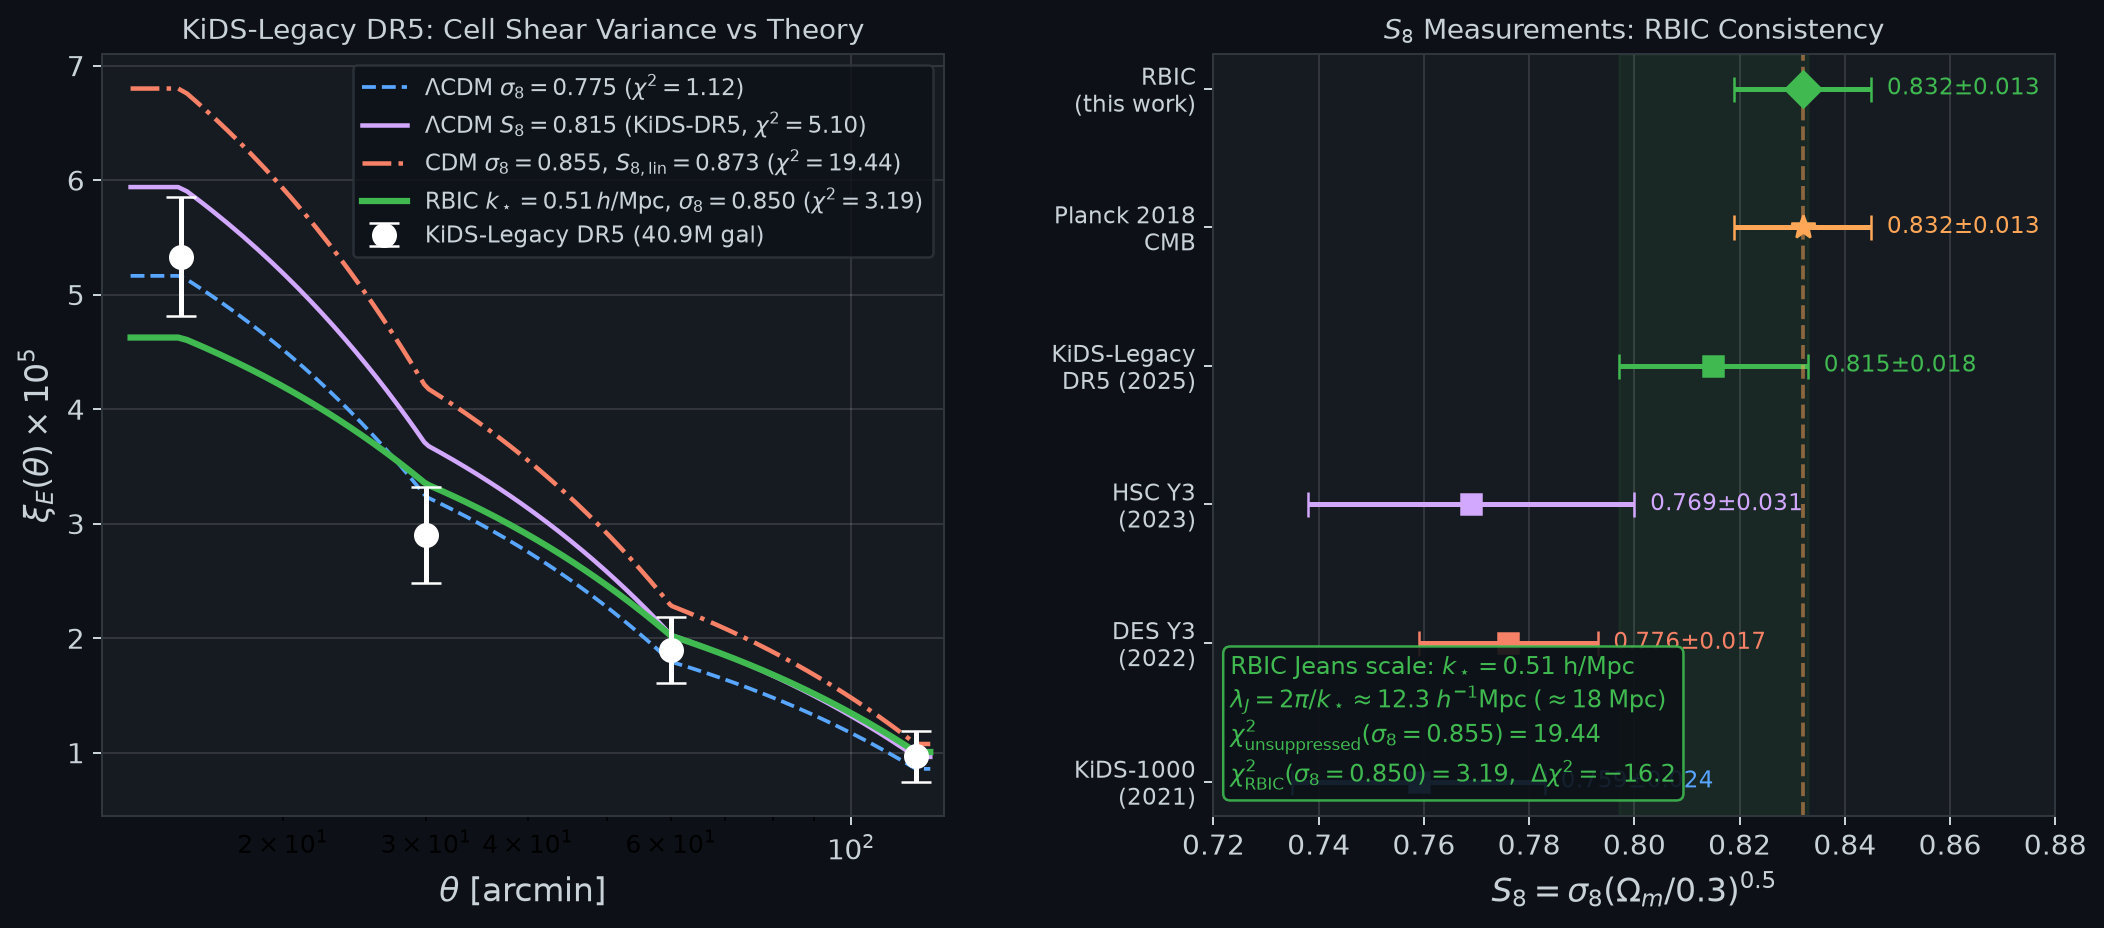 KiDS-Legacy DR5: Cell Shear Variance vs Theory
7
6
5
4
3
2
1
ξ_E(θ) × 10⁵
ΛCDM σ₈ = 0.775 (χ² = 1.12)
ΛCDM S₈ = 0.815 (KiDS-DR5, χ² = 5.10)
CDM σ₈ = 0.855, S₈,lin = 0.873 (χ² = 19.44)
RBIC k⋆ = 0.51 h/Mpc, σ₈ = 0.850 (χ² = 3.19)
KiDS-Legacy DR5 (40.9M gal)
2 × 10¹ 3 × 10¹ 4 × 10¹ 6 × 10¹ 10²
θ [arcmin]
S₈ Measurements: RBIC Consistency
RBIC
(this work)
0.832±0.013
Planck 2018
CMB
0.832±0.013
KiDS-Legacy
DR5 (2025)
0.815±0.018
HSC Y3
(2023)
0.769±0.031
DES Y3
(2022)
0.776±0.017
KiDS-1000
(2021)
0.759±0.024
RBIC Jeans scale: k⋆ = 0.51 h/Mpc
λ_J = 2π/k⋆ ≈ 12.3 h⁻¹Mpc (≈ 18 Mpc)
χ²unsuppressed(σ₈ = 0.855) = 19.44
χ²RBIC(σ₈ = 0.850) = 3.19, Δχ² = −16.2
0.72 0.74 0.76 0.78 0.80 0.82 0.84 0.86 0.88
S₈ = σ₈(Ωₘ/0.3)⁰·⁵